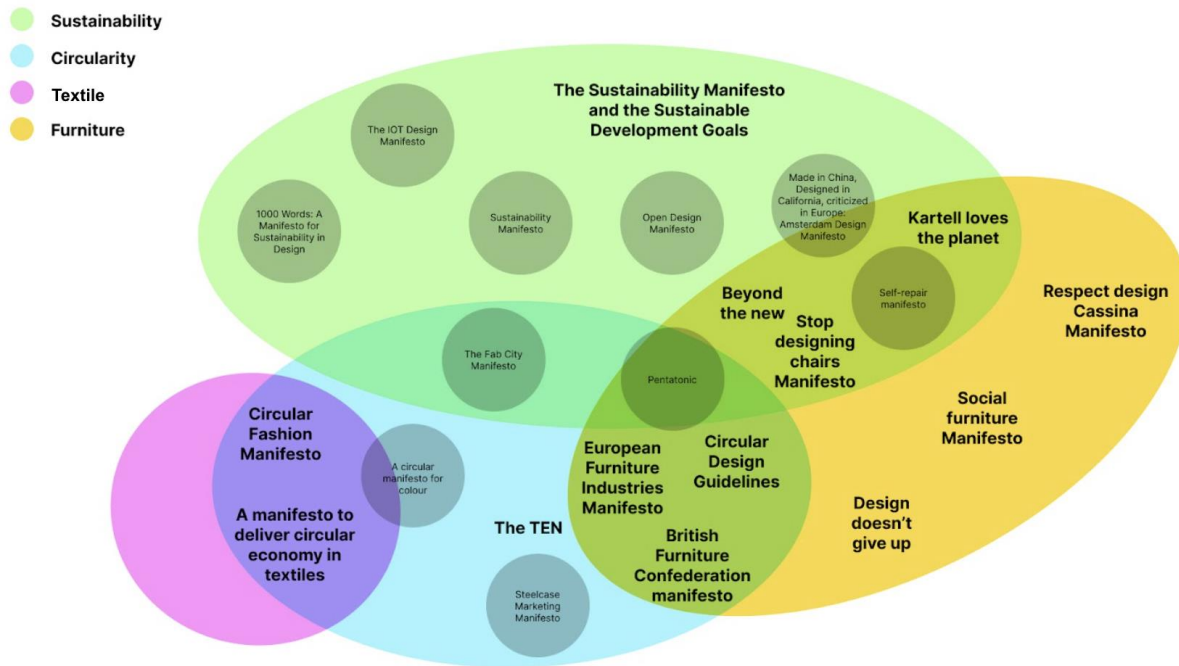 Sustainability
Circularity
Textile
Furniture
The Sustainability Manifesto
and the Sustainable
Development Goals
The IOT Design
Manifesto
1000 Words: A
Manifesto for
Sustainability in
Design
Sustainability
Manifesto
Open Design
Manifesto
Made in China,
Designed in
California, criticized
in Europe:
Amsterdam Design
Manifesto
Kartell loves
the planet
Self-repair
manifesto
Beyond
the new
Stop
designing
chairs
Manifesto
Respect design
Cassina
Manifesto
The Fab City
Manifesto
Pentatonic
Social
furniture
Manifesto
Circular
Fashion
Manifesto
A circular
manifesto for
colour
European
Furniture
Industries
Manifesto
Circular
Design
Guidelines
A manifesto to
deliver circular
economy in
textiles
The TEN
British
Furniture
Confederation
manifesto
Design
doesn't
give up
Steelcase
Marketing
Manifesto